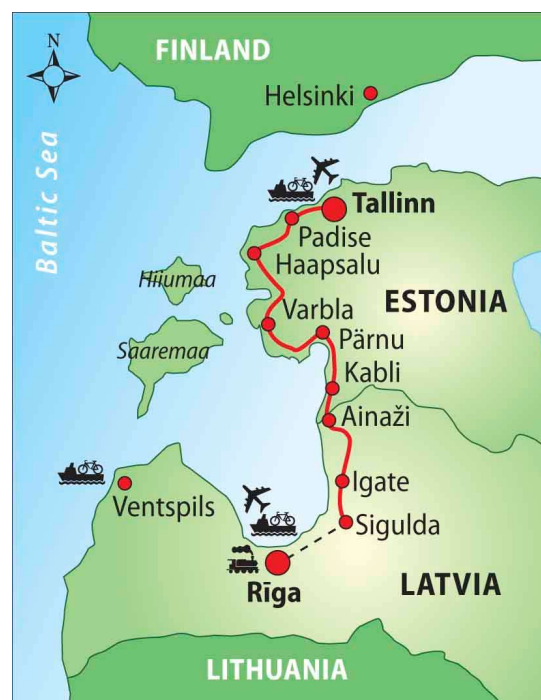 FINLAND
N
Helsinki
Baltic Sea
Tallinn
Padise
Haapsalu
Hiiumaa
ESTONIA
Varbla
Pärnu
Saaremaa
Kabli
Ainaži
Igate
Ventspils
Sigulda
Rīga
LATVIA
LITHUANIA